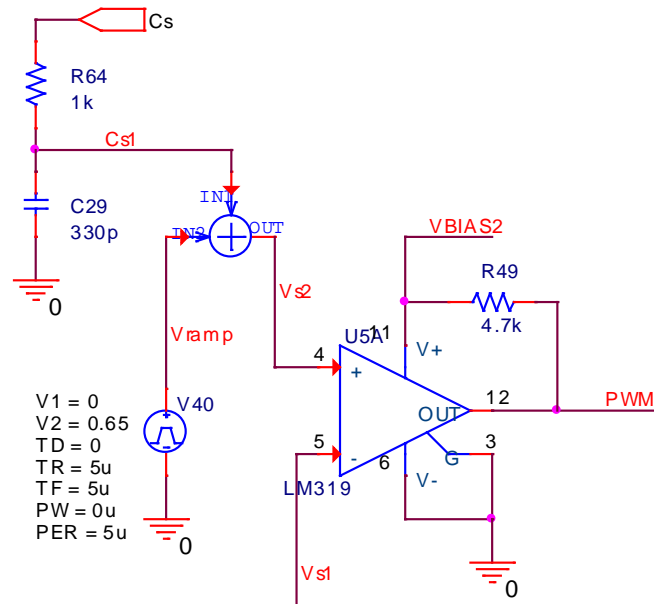 Cs
R64
1k
Cs1
C29
330p
0
IN1
IN2
OUT
Vs2
Vramp
V40
V1 = 0
V2 = 0.65
TD = 0
TR = 5u
TF = 5u
PW = 0u
PER = 5u
0
VBIAS2
R49
4.7k
U5A
11
V+
4
+
12
PWM
OUT
5
-
6
G
3
V-
LM319
Vs1
0